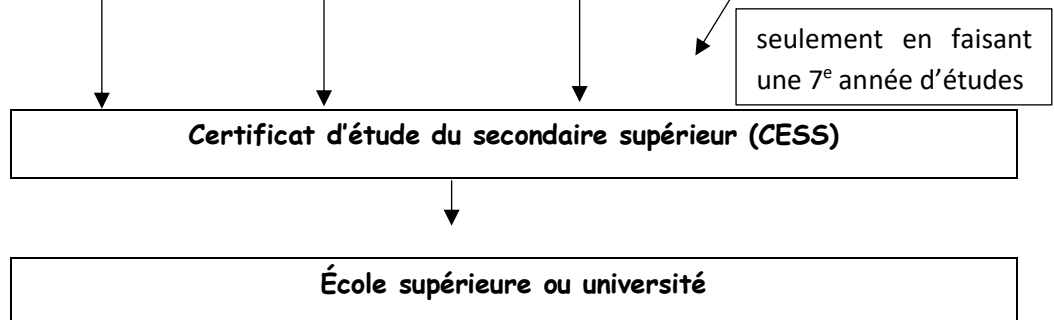 seulement en faisant
une 7e année d’études
Certificat d’étude du secondaire supérieur (CESS)
École supérieure ou université